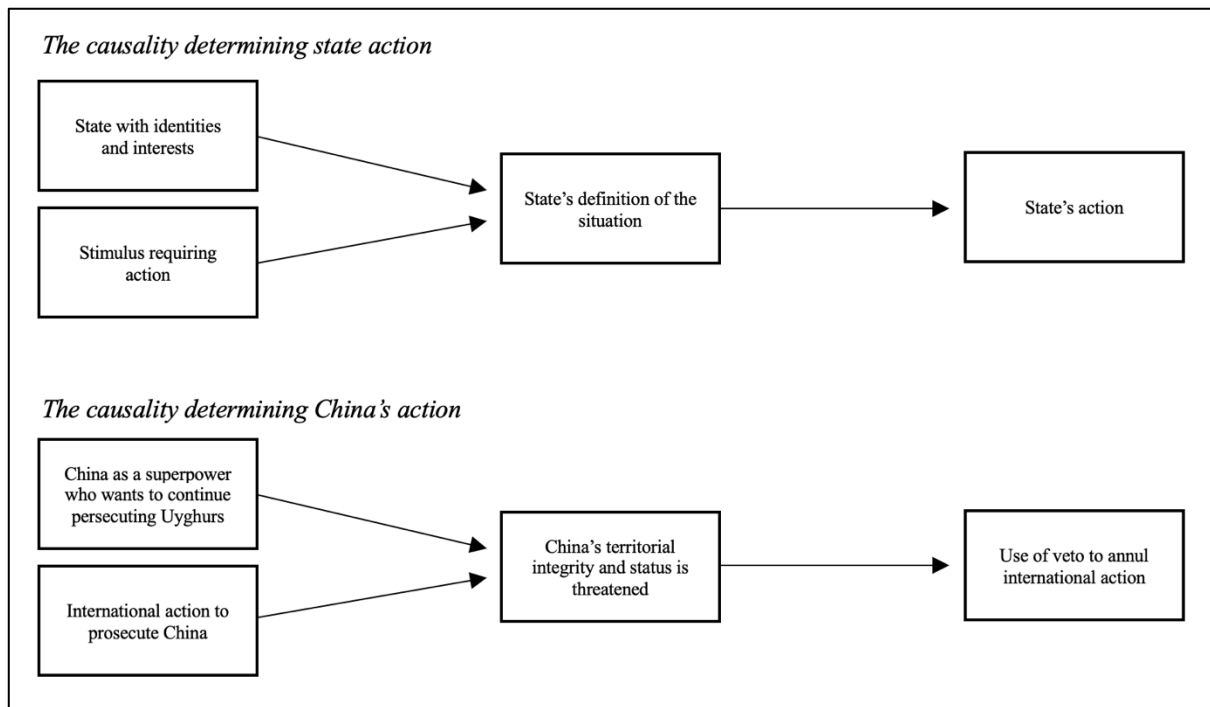 The causality determining state action
State with identities
and interests
Stimulus requiring
action
State’s definition of the
situation
State’s action
The causality determining China’s action
China as a superpower
who wants to continue
persecuting Uyghurs
International action to
prosecute China
China’s territorial
integrity and status is
threatened
Use of veto to annul
international action